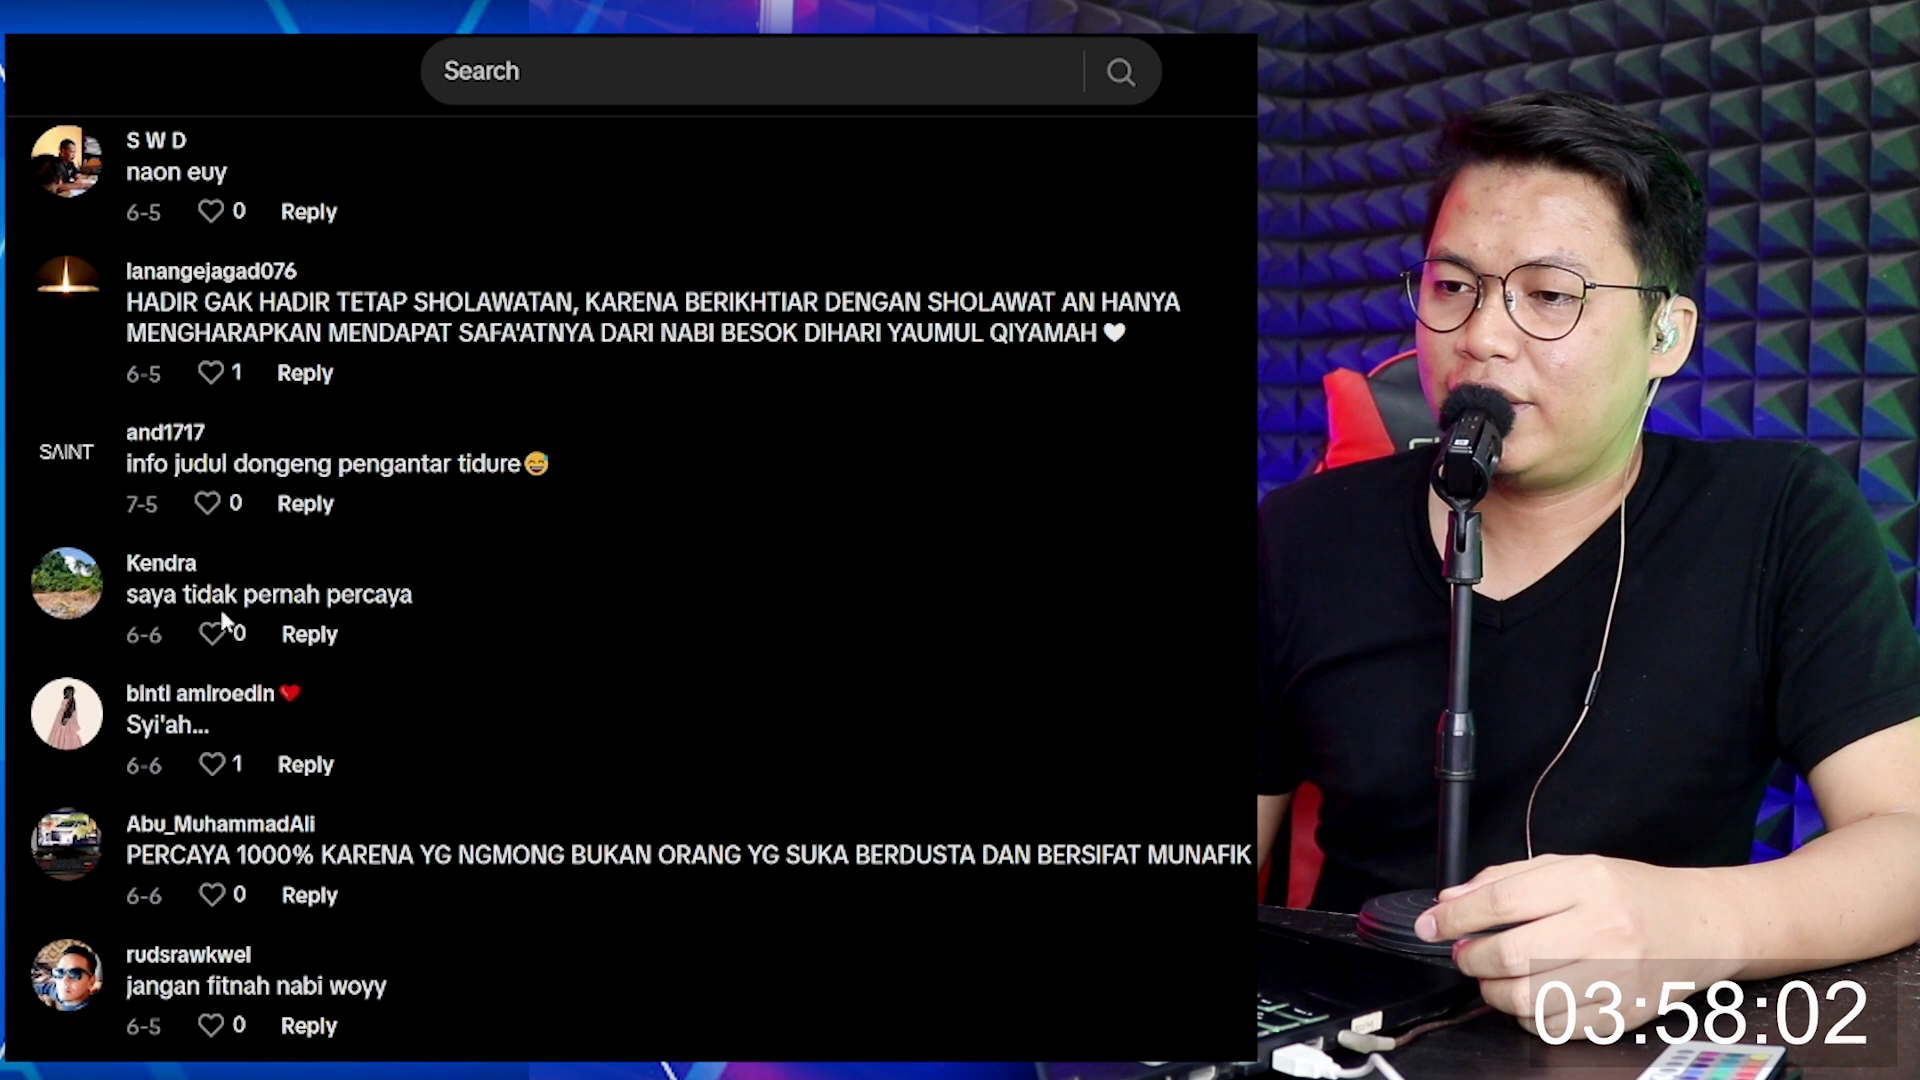 Search
S W D
naon euy
6-5 0 Reply
lanangejagad076
HADIR GAK HADIR TETAP SHOLAWATAN, KARENA BERIKHTIAR DENGAN SHOLAWAT AN HANYA
MENGHARAPKAN MENDAPAT SAFA'ATNYA DARI NABI BESOK DIHARI YAUMUL QIYAMAH 🤍
6-5 1 Reply
SAINT
and1717
info judul dongeng pengantar tidure😅
7-5 0 Reply
Kendra
saya tidak pernah percaya
6-6 0 Reply
binti amiroedin ❤️
Syi'ah...
6-6 1 Reply
Abu_MuhammadAli
PERCAYA 1000% KARENA YG NGMONG BUKAN ORANG YG SUKA BERDUSTA DAN BERSIFAT MUNAFIK
6-6 0 Reply
rudsrawkwel
jangan fitnah nabi woyy
6-5 0 Reply
03:58:02